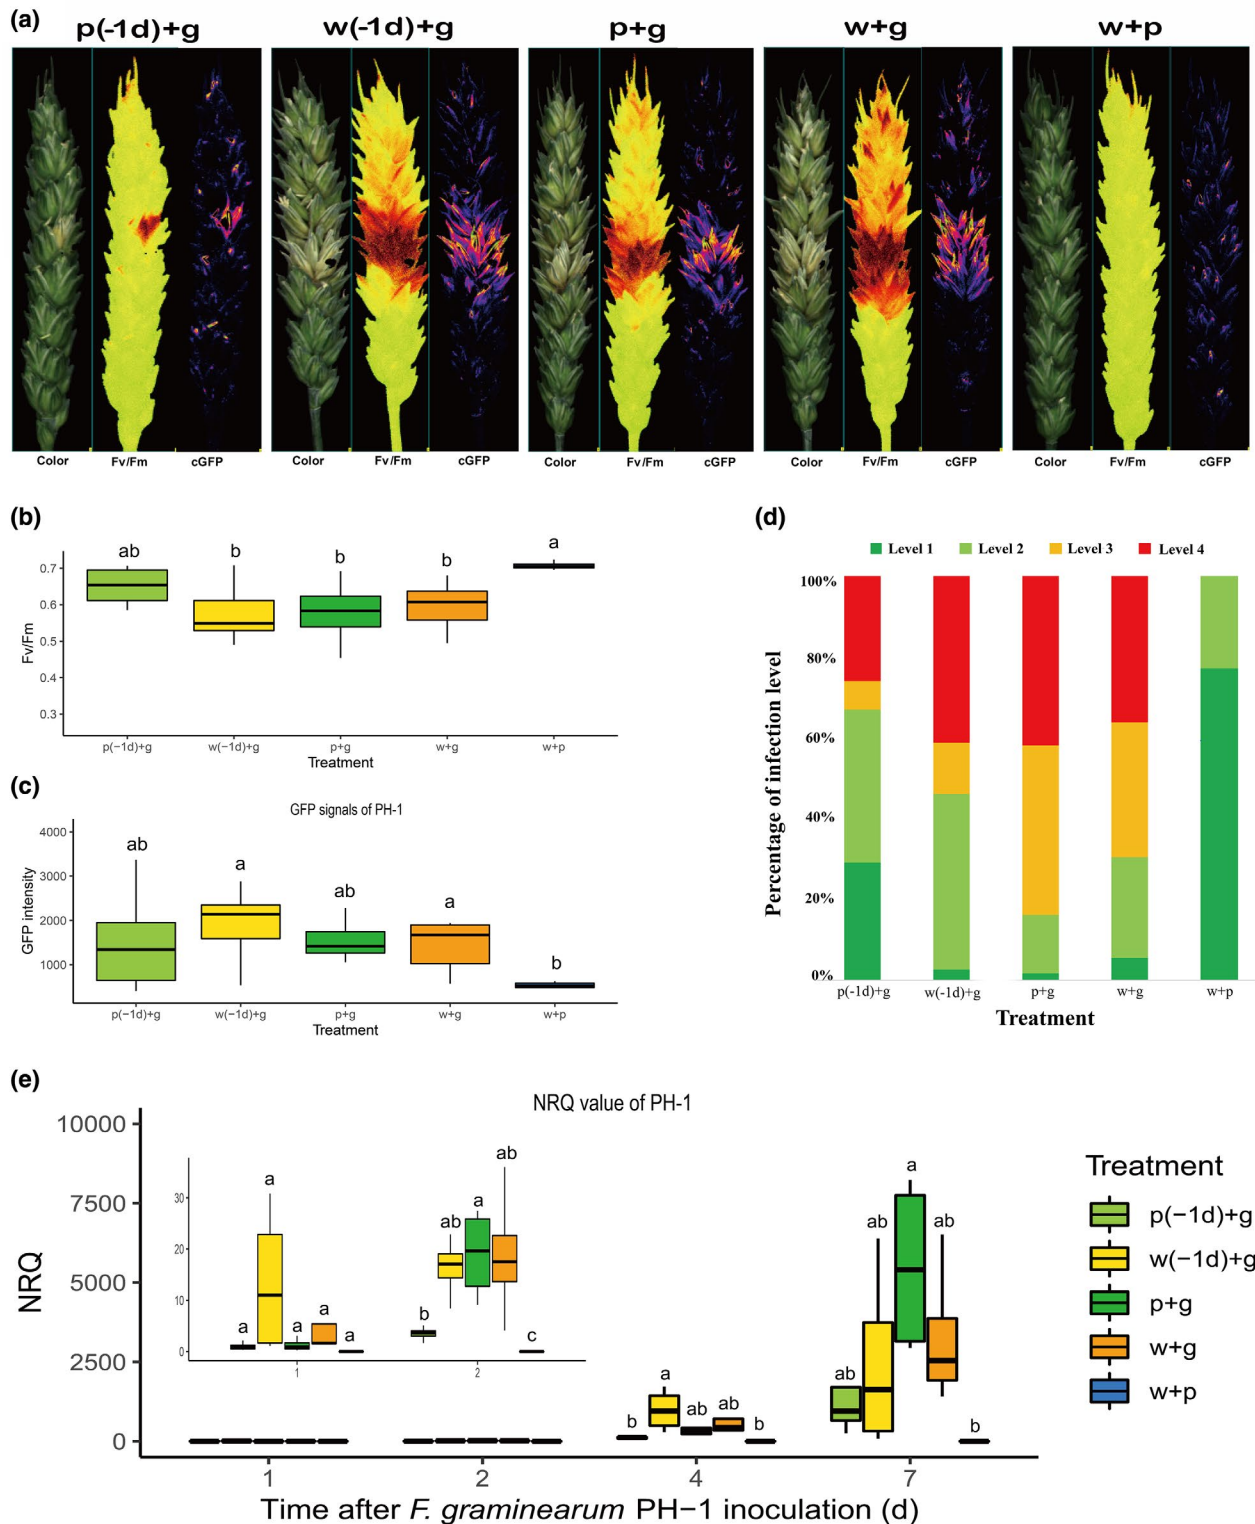 (a)
p(-1d)+g w(-1d)+g p+g w+g w+p
Color Fv/Fm cGFP Color Fv/Fm cGFP Color Fv/Fm cGFP Color Fv/Fm cGFP Color Fv/Fm cGFP
(b)
ab b b b a
0.7
0.6
0.5
0.4
0.3
Fv/Fm
p(−1d)+g w(−1d)+g p+g w+g w+p
Treatment
(c)
GFP signals of PH-1
ab a ab a b
4000
3000
2000
1000
GFP intensity
p(−1d)+g w(−1d)+g p+g w+g w+p
Treatment
(d)
Level 1 Level 2 Level 3 Level 4
100%
80%
60%
40%
20%
0%
Percentage of infection level
p(-1d)+g w(-1d)+g p+g w+g w+p
Treatment
(e)
NRQ value of PH-1
10000
7500
5000
2500
0
NRQ
30
20
10
0
a a a a a
b ab a ab c
1 2
b a ab ab b
ab ab a ab b
1 2 4 7
Time after F. graminearum PH−1 inoculation (d)
Treatment
p(−1d)+g
w(−1d)+g
p+g
w+g
w+p